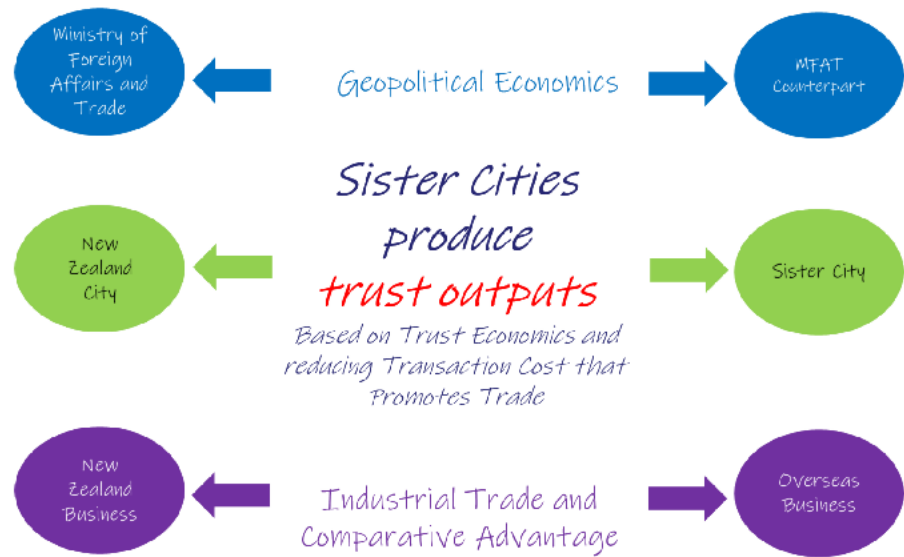 Ministry of
Foreign
Affairs and
Trade
Geopolitical Economics
MFAT
Counterpart
Sister Cities
produce
trust outputs
Based on Trust Economics and
reducing Transaction Cost that
Promotes Trade
New
Zealand
City
Sister City
New
Zealand
Business
Industrial Trade and
Comparative Advantage
Overseas
Business